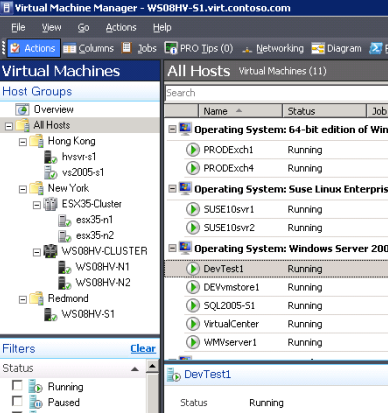 Virtual Machine Manager - WS08HV-S1.virt.contoso.com
File View Go Actions Help
Actions Columns Jobs PRO Tips (0) Networking Diagram
Virtual Machines
Host Groups
Overview
All Hosts
Hong Kong
hvsvr-s1
vs2005-s1
New York
ESX35-Cluster
esx35-n1
esx35-n2
WS08HV-CLUSTER
WS08HV-N1
WS08HV-N2
Redmond
WS08HV-S1
Filters Clear
Status
Running
Paused
All Hosts Virtual Machines (11)
Search
Name Status Job
Operating System: 64-bit edition of Win
PRODExch1 Running
PRODExch4 Running
Operating System: Suse Linux Enterpris
SUSE10svr1 Running
SUSE10svr2 Running
Operating System: Windows Server 200
DevTest1 Running
DEVvmstore1 Running
SQL2005-S1 Running
VirtualCenter Running
WMVserver1 Running
DevTest1
Status Running